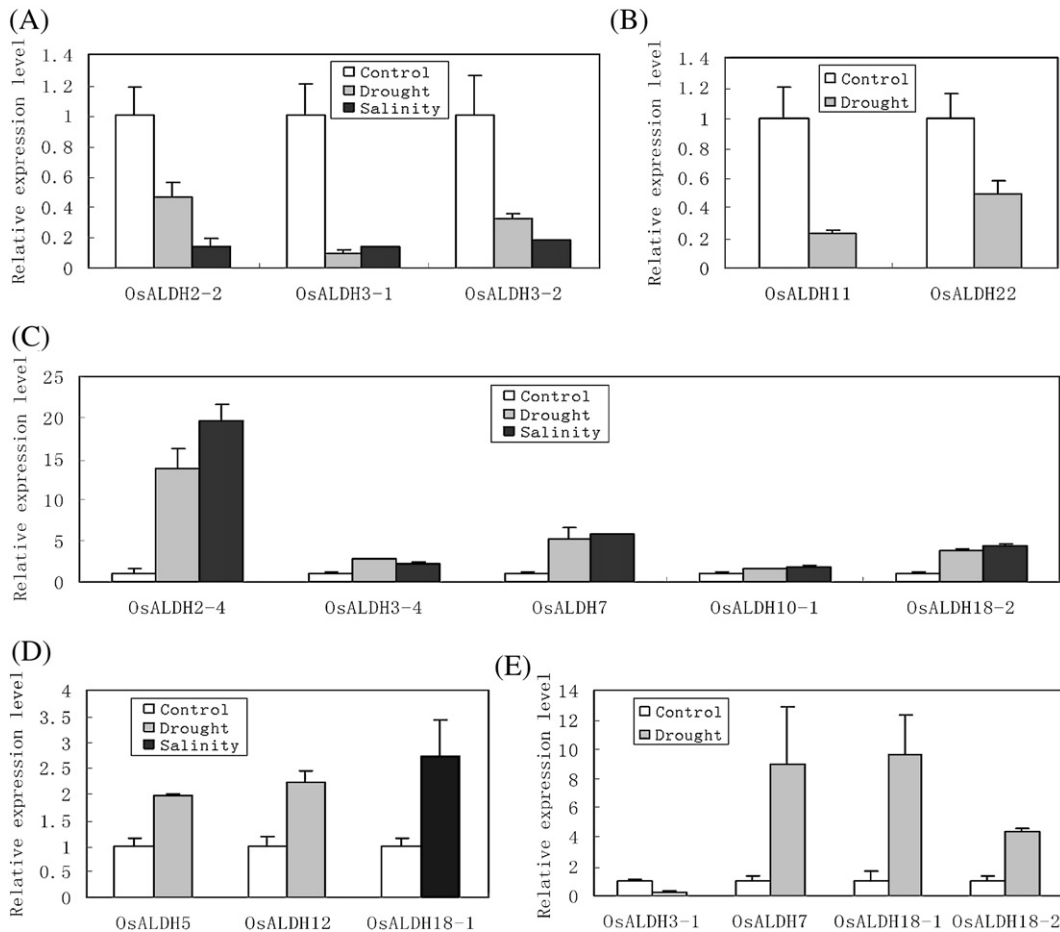 (A)
Relative expression level
1.4
1.2
1
0.8
0.6
0.4
0.2
0
Control
Drought
Salinity
OsALDH2-2 OsALDH3-1 OsALDH3-2
(B)
Relative expression level
1.4
1.2
1
0.8
0.6
0.4
0.2
0
Control
Drought
OsALDH11 OsALDH22
(C)
Relative expression level
25
20
15
10
5
0
Control
Drought
Salinity
OsALDH2-4 OsALDH3-4 OsALDH7 OsALDH10-1 OsALDH18-2
(D)
Relative expression level
4
3.5
3
2.5
2
1.5
1
0.5
0
Control
Drought
Salinity
OsALDH5 OsALDH12 OsALDH18-1
(E)
Relative expression level
14
12
10
8
6
4
2
0
Control
Drought
OsALDH3-1 OsALDH7 OsALDH18-1 OsALDH18-2